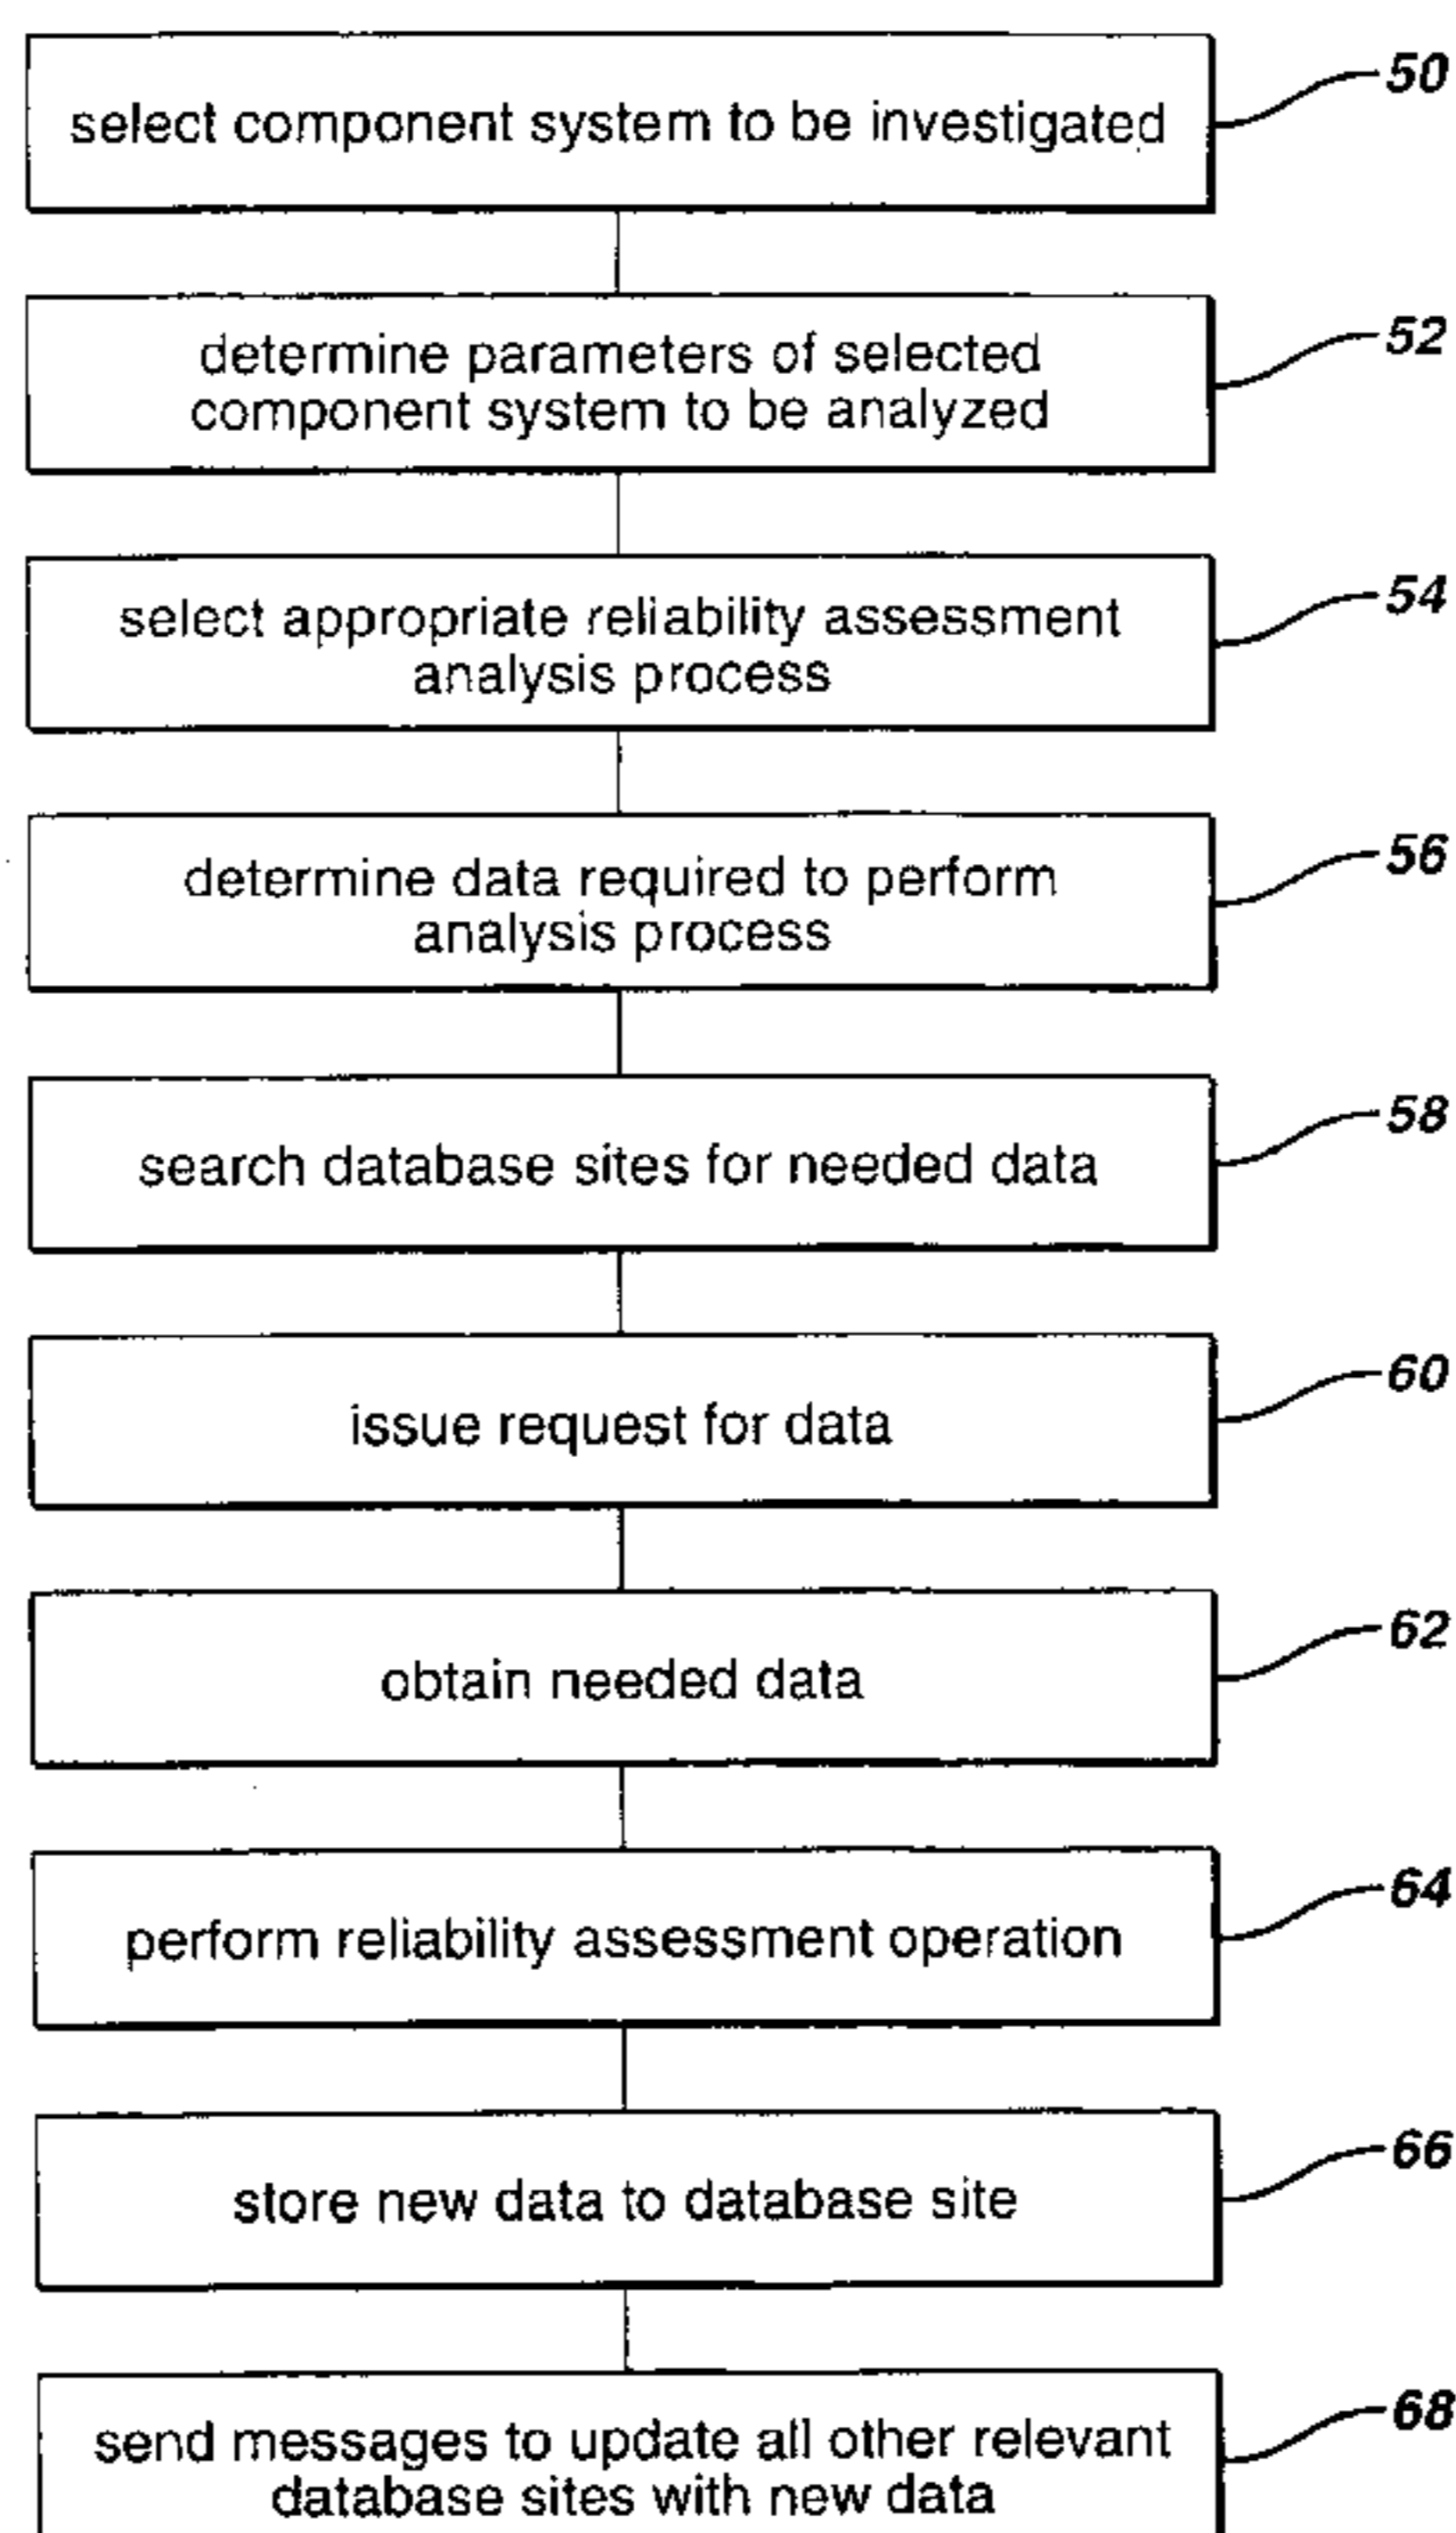 select component system to be investigated
50
determine parameters of selected
component system to be analyzed
52
select appropriate reliability assessment
analysis process
54
determine data required to perform
analysis process
56
search database sites for needed data
58
issue request for data
60
obtain needed data
62
perform reliability assessment operation
64
store new data to database site
66
send messages to update all other relevant
database sites with new data
68